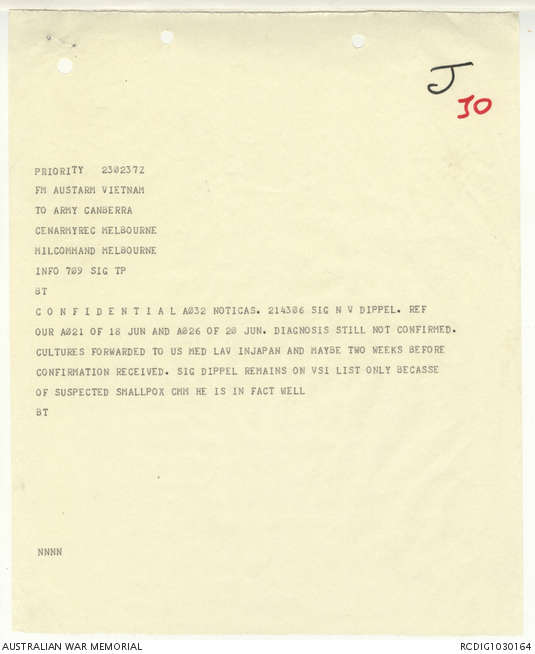 J
30
PRIORITY 230237Z
FM AUSTARM VIETNAM
TO ARMY CANBERRA
CENARMYREC MELBOURNE
MILCOMMAND MELBOURNE
INFO 709 SIG TP
BT
C O N F I D E N T I A L A032 NOTICAS. 214306 SIG N V DIPPEL. REF
OUR A021 OF 18 JUN AND A026 OF 20 JUN. DIAGNOSIS STILL NOT CONFIRMED.
CULTURES FORWARDED TO US MED LAV INJAPAN AND MAYBE TWO WEEKS BEFORE
CONFIRMATION RECEIVED. SIG DIPPEL REMAINS ON VSI LIST ONLY BECASSE
OF SUSPECTED SMALLPOX CMM HE IS IN FACT WELL
BT
NNNN
AUSTRALIAN WAR MEMORIAL
RCDIG1030164